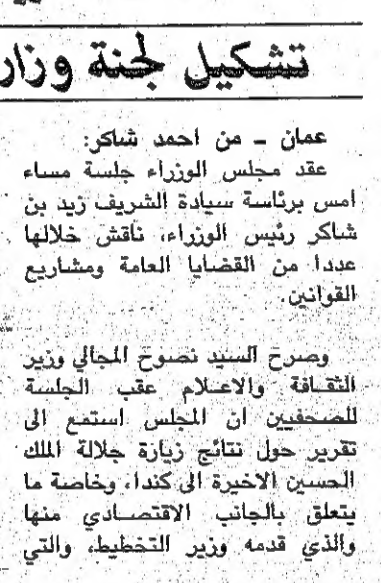 تشكيل لجنة وزار
عمان - من احمد شاكر:
عقد مجلس الوزراء جلسة مساء
امس برئاسة سيادة الشريف زيد بن
شاكر رئيس الوزراء، ناقش خلالها
عددا من القضايا العامة ومشاريع
القوانين.
وصرح السيد نصوح المجالي وزير
الثقافة والاعلام عقب الجلسة
للصحفيين ان المجلس استمع الى
تقرير حول نتائج زيارة جلالة الملك
الحسين الاخيرة الى كندا، وخاصة ما
يتعلق بالجانب الاقتصادي منها
والذي قدمه وزير التخطيط، والتي